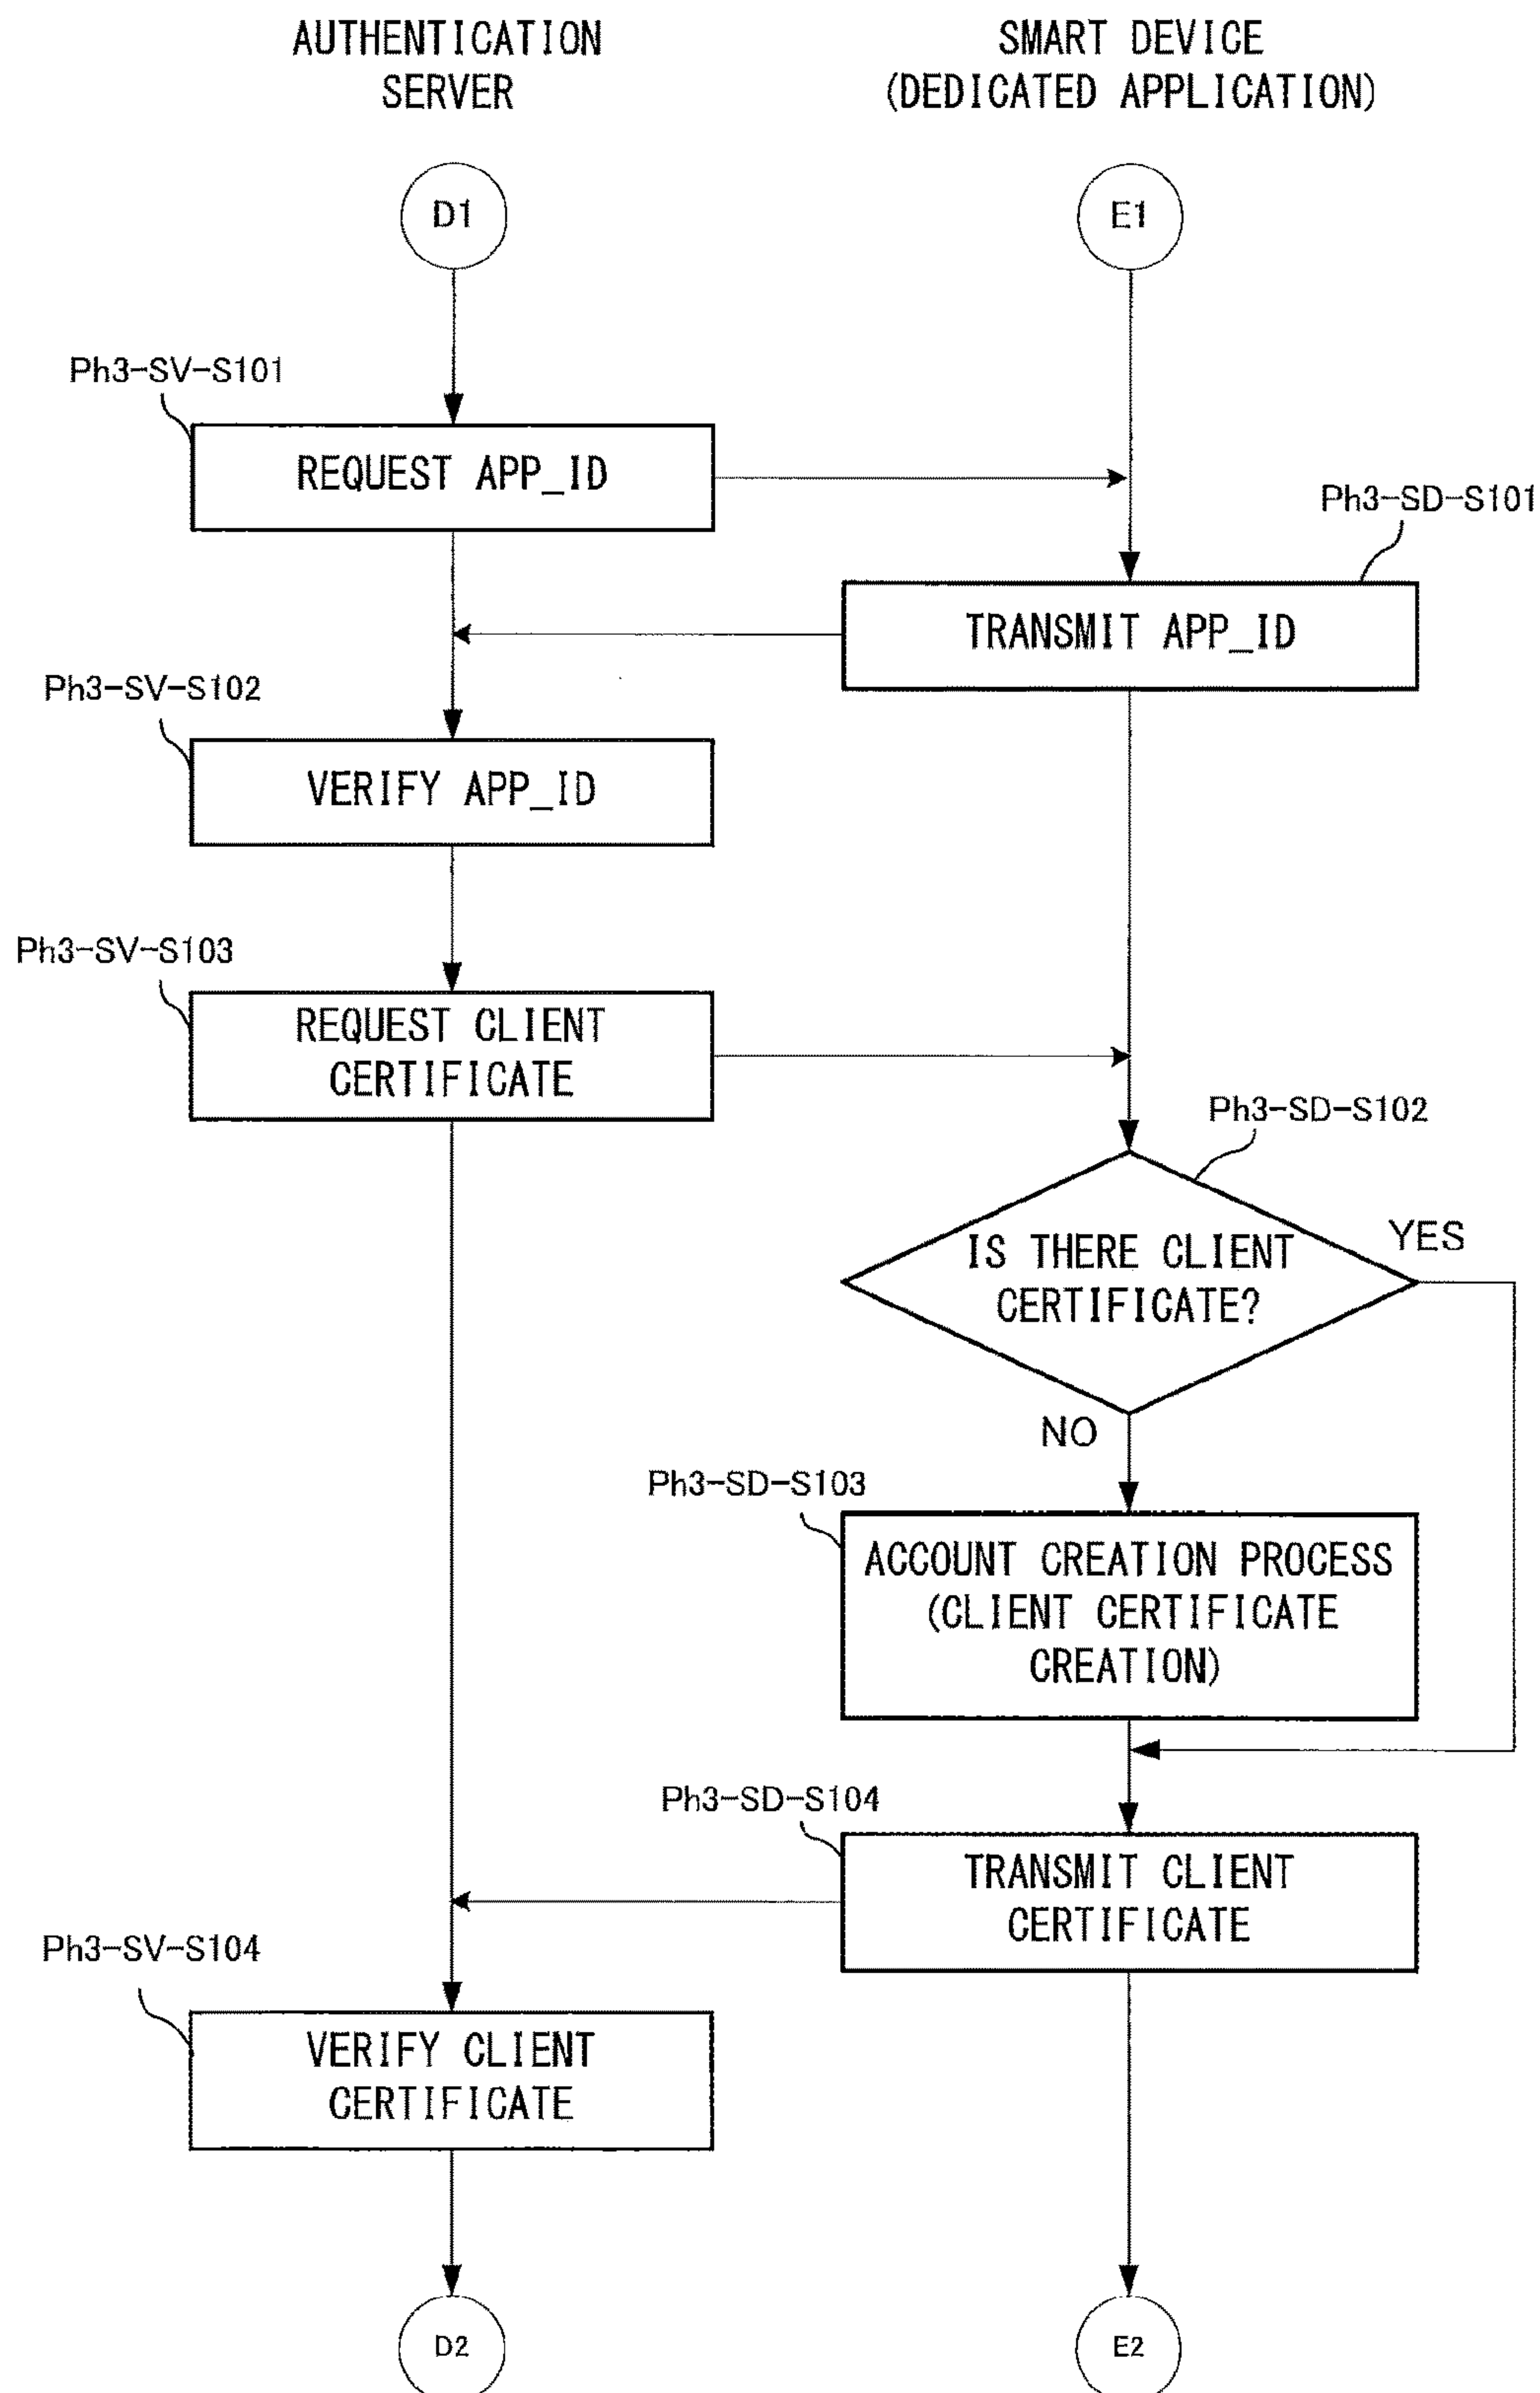 AUTHENTICATION
SERVER
SMART DEVICE
(DEDICATED APPLICATION)
D1
E1
Ph3-SV-S101
REQUEST APP_ID
Ph3-SD-S101
TRANSMIT APP_ID
Ph3-SV-S102
VERIFY APP_ID
Ph3-SV-S103
REQUEST CLIENT
CERTIFICATE
Ph3-SD-S102
IS THERE CLIENT
CERTIFICATE?
YES
NO
Ph3-SD-S103
ACCOUNT CREATION PROCESS
(CLIENT CERTIFICATE
CREATION)
Ph3-SD-S104
TRANSMIT CLIENT
CERTIFICATE
Ph3-SV-S104
VERIFY CLIENT
CERTIFICATE
D2
E2